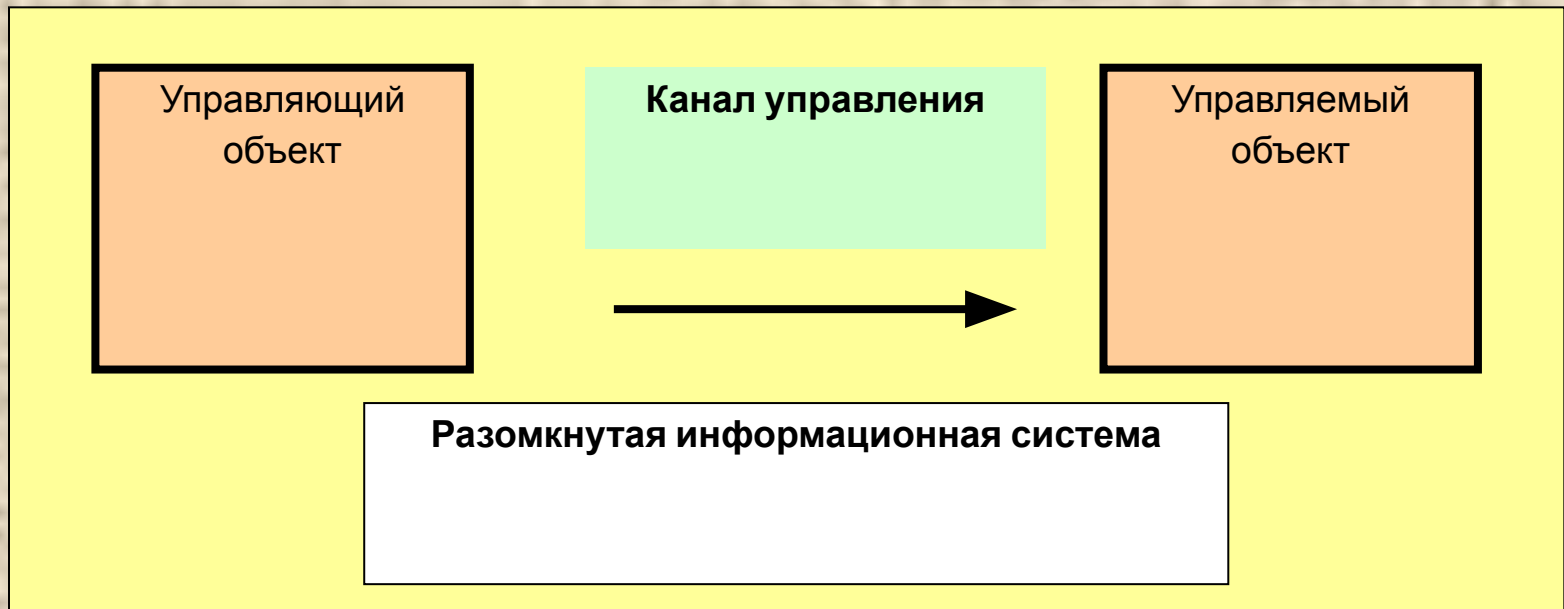 Управляющий
объект
Канал управления
Управляемый
объект
Разомкнутая информационная система